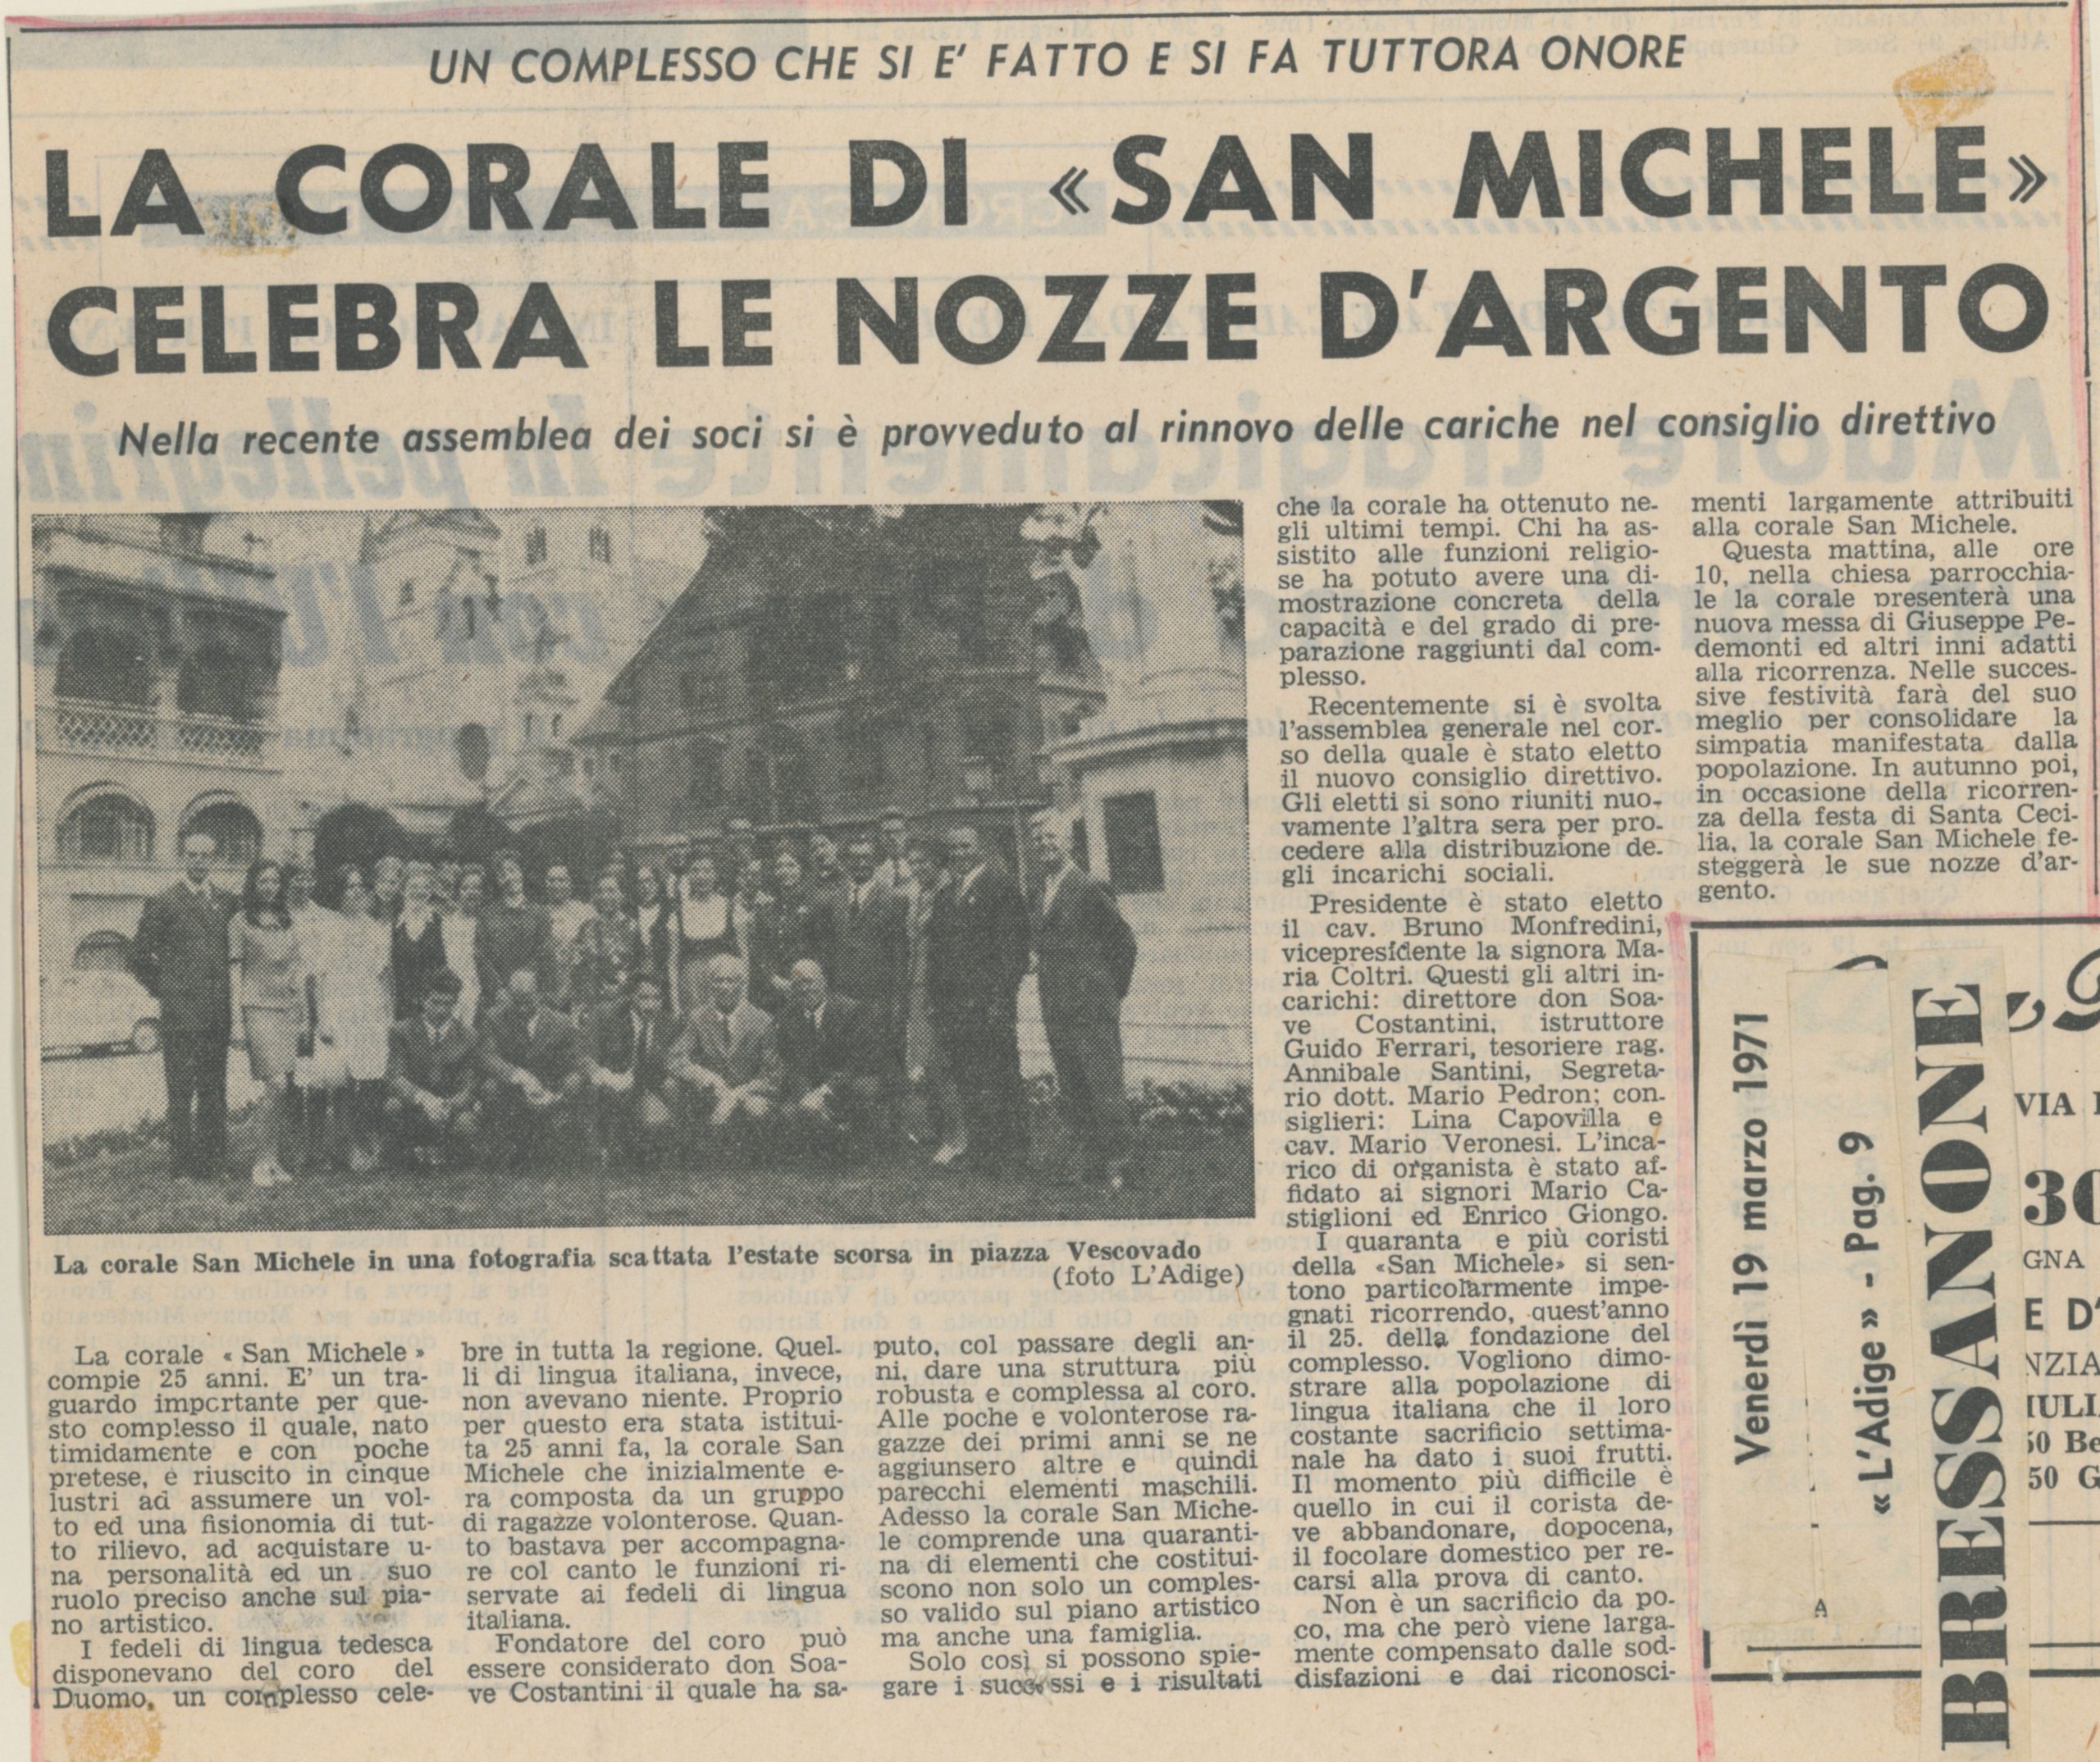 UN COMPLESSO CHE SI E' FATTO E SI FA TUTTORA ONORE
LA CORALE DI «SAN MICHELE»
CELEBRA LE NOZZE D'ARGENTO
Nella recente assemblea dei soci si è provveduto al rinnovo delle cariche nel consiglio direttivo
La corale San Michele in una fotografia scattata l'estate scorsa in piazza Vescovado
(foto L'Adige)
La corale « San Michele »
compie 25 anni. E' un tra-
guardo importante per que-
sto complesso il quale, nato
timidamente e con poche
pretese, è riuscito in cinque
lustri ad assumere un vol-
to ed una fisionomia di tut-
to rilievo, ad acquistare u-
na personalità ed un suo
ruolo preciso anche sul pia-
no artistico.
I fedeli di lingua tedesca
disponevano del coro del
Duomo, un complesso cele-
bre in tutta la regione. Quel-
li di lingua italiana, invece,
non avevano niente. Proprio
per questo era stata istitui-
ta 25 anni fa, la corale San
Michele che inizialmente e-
ra composta da un gruppo
di ragazze volonterose. Quan-
to bastava per accompagna-
re col canto le funzioni ri-
servate ai fedeli di lingua
italiana.
Fondatore del coro può
essere considerato don Soa-
ve Costantini il quale ha sa-
puto, col passare degli an-
ni, dare una struttura più
robusta e complessa al coro.
Alle poche e volonterose ra-
gazze dei primi anni se ne
aggiunsero altre e quindi
parecchi elementi maschili.
Adesso la corale San Miche-
le comprende una quaranti-
na di elementi che costitui-
scono non solo un comples-
so valido sul piano artistico
ma anche una famiglia.
Solo così si possono spie-
gare i successi e i risultati
che la corale ha ottenuto ne-
gli ultimi tempi. Chi ha as-
sistito alle funzioni religio-
se ha potuto avere una di-
mostrazione concreta della
capacità e del grado di pre-
parazione raggiunti dal com-
plesso.
Recentemente si è svolta
l'assemblea generale nel cor-
so della quale è stato eletto
il nuovo consiglio direttivo.
Gli eletti si sono riuniti nuo-
vamente l'altra sera per pro-
cedere alla distribuzione de-
gli incarichi sociali.
Presidente è stato eletto
il cav. Bruno Monfredini,
vicepresidente la signora Ma-
ria Coltri. Questi gli altri in-
carichi: direttore don Soa-
ve Costantini, istruttore
Guido Ferrari, tesoriere rag.
Annibale Santini, Segreta-
rio dott. Mario Pedron; con-
siglieri: Lina Capovilla e
cav. Mario Veronesi. L'inca-
rico di organista è stato af-
fidato ai signori Mario Ca-
stiglioni ed Enrico Giongo.
I quaranta e più coristi
della «San Michele» si sen-
tono particolarmente impe-
gnati ricorrendo, quest'anno
il 25. della fondazione del
complesso. Vogliono dimo-
strare alla popolazione di
lingua italiana che il loro
costante sacrificio settima-
nale ha dato i suoi frutti.
Il momento più difficile è
quello in cui il corista de-
ve abbandonare, dopocena,
il focolare domestico per re-
carsi alla prova di canto.
Non è un sacrificio da po-
co, ma che però viene larga-
mente compensato dalle sod-
disfazioni e dai riconosci-
menti largamente attribuiti
alla corale San Michele.
Questa mattina, alle ore
10, nella chiesa parrocchia-
le la corale presenterà una
nuova messa di Giuseppe Pe-
demonti ed altri inni adatti
alla ricorrenza. Nelle succes-
sive festività farà del suo
meglio per consolidare la
simpatia manifestata dalla
popolazione. In autunno poi,
in occasione della ricorren-
za della festa di Santa Ceci-
lia, la corale San Michele fe-
steggerà le sue nozze d'ar-
gento.
Venerdì 19 marzo 1971
« L'Adige » - Pag. 9
BRESSANONE
A
VIA
30
GNA
E D'
NZIA
IULI
50 Be
50 G